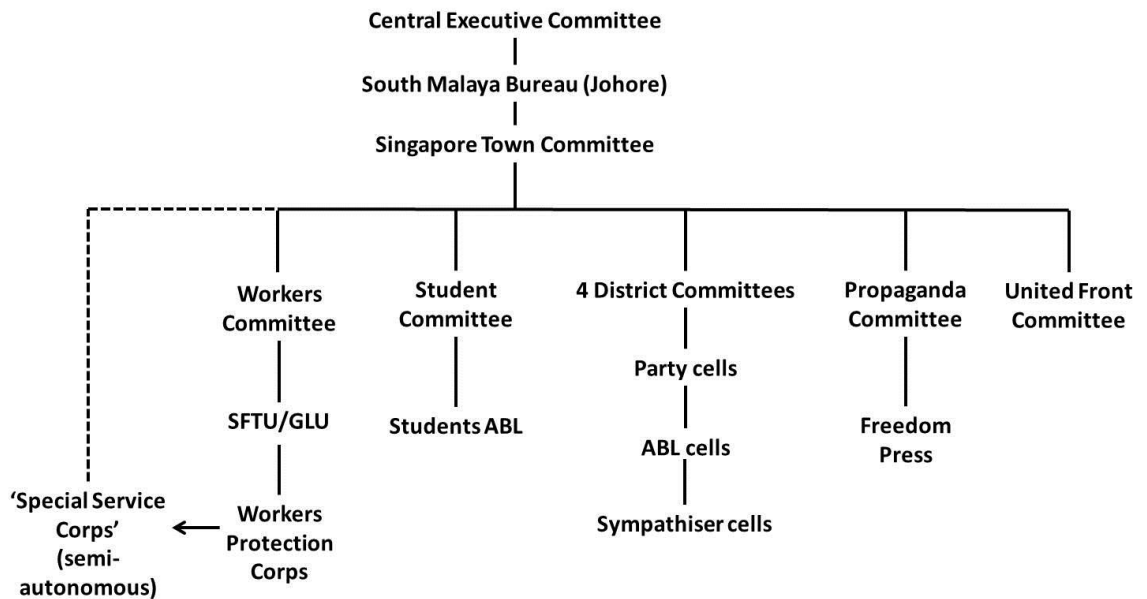 Central Executive Committee
South Malaya Bureau (Johore)
Singapore Town Committee
Workers
Committee
Student
Committee
4 District Committees
Propaganda
Committee
United Front
Committee
SFTU/GLU
Students ABL
Party cells
ABL cells
Sympathiser cells
Freedom
Press
‘Special Service
Corps’
(semi-
autonomous)
Workers
Protection
Corps